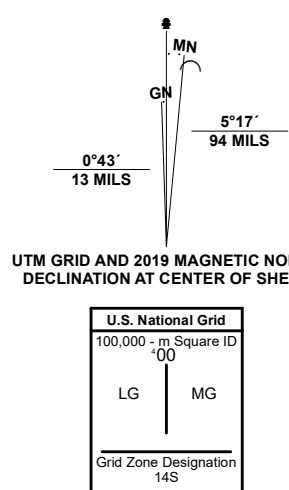 MN
GN
5°17´
94 MILS
0°43´
13 MILS
UTM GRID AND 2019 MAGNETIC NO
DECLINATION AT CENTER OF SHE
U.S. National Grid
100,000 - m Square ID
⁴00
LG MG
Grid Zone Designation
14S